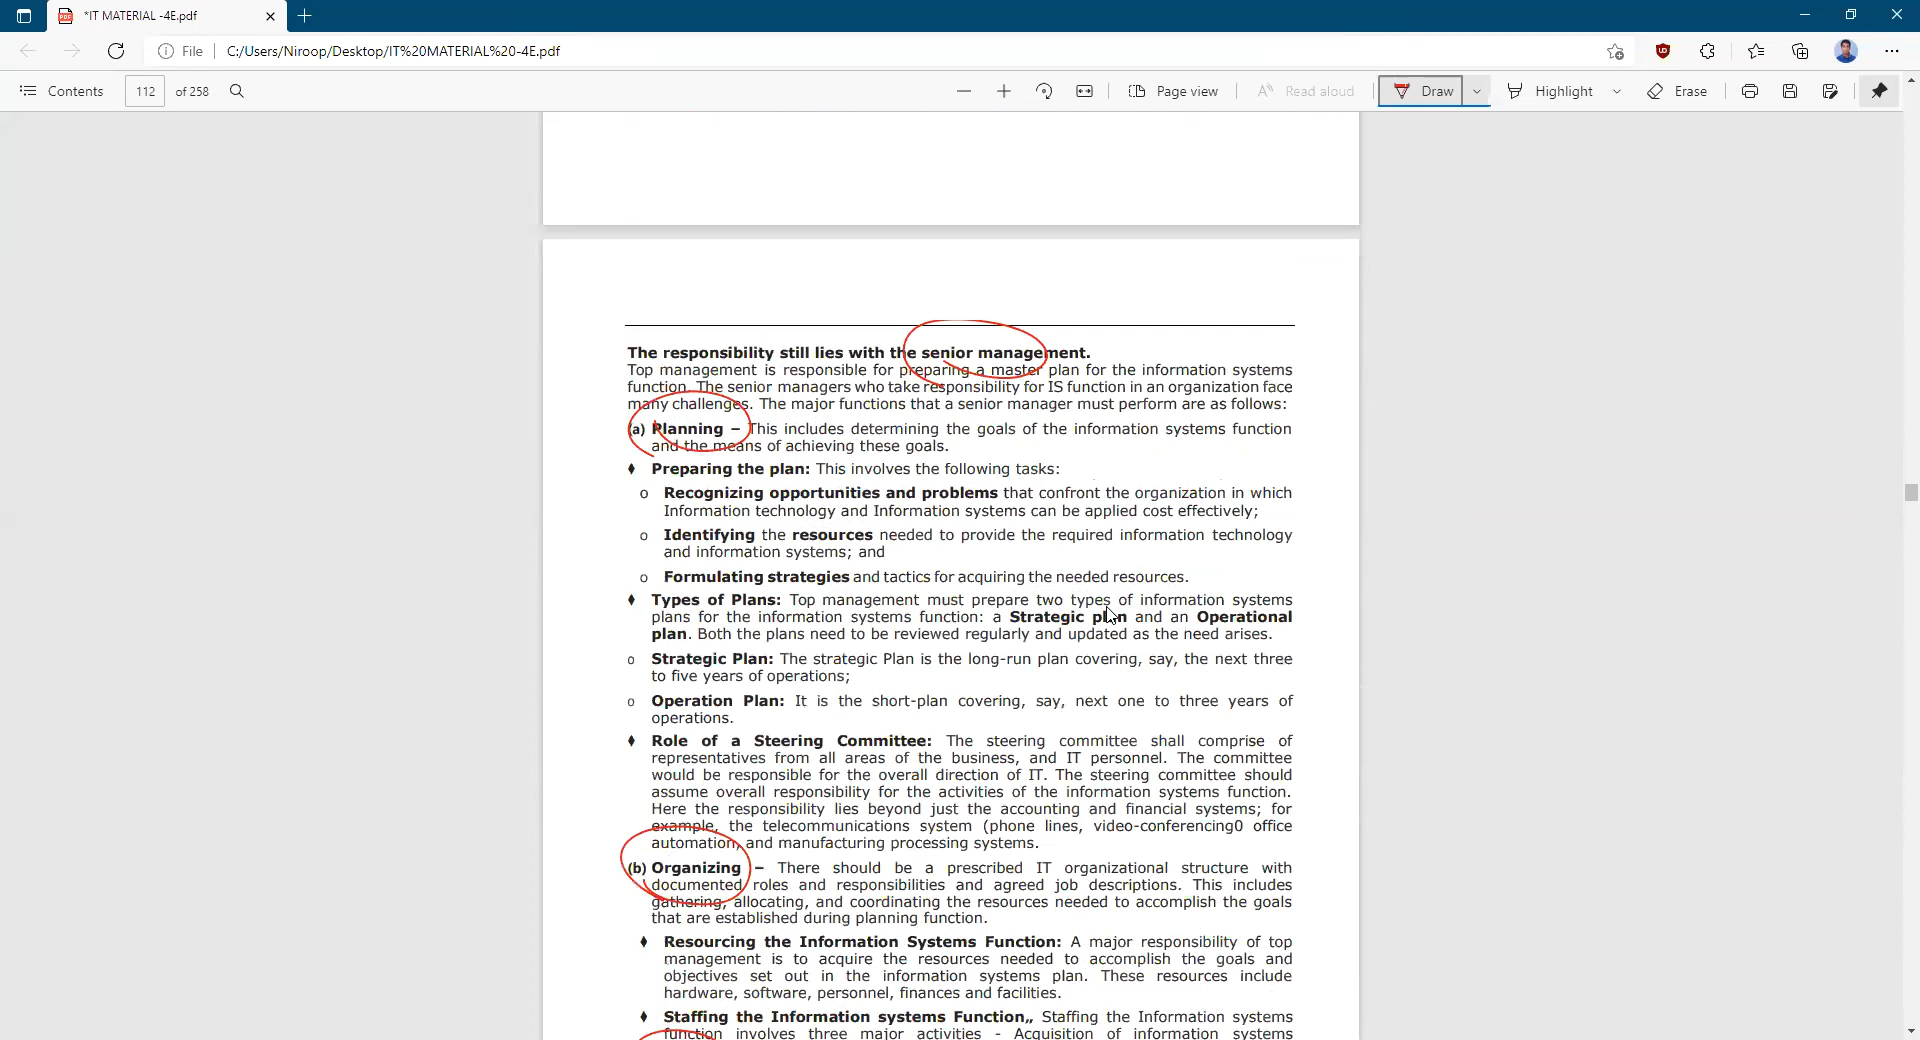 *IT MATERIAL -4E.pdf
File
C:/Users/Niroop/Desktop/IT%20MATERIAL%20-4E.pdf
Contents
112
of 258
Page view
Read aloud
Draw
Highlight
Erase
The responsibility still lies with the senior management.
Top management is responsible for preparing a master plan for the information systems
function. The senior managers who take responsibility for IS function in an organization face
many challenges. The major functions that a senior manager must perform are as follows:
(a) Planning – This includes determining the goals of the information systems function
and the means of achieving these goals.
♦ Preparing the plan: This involves the following tasks:
o Recognizing opportunities and problems that confront the organization in which
Information technology and Information systems can be applied cost effectively;
o Identifying the resources needed to provide the required information technology
and information systems; and
o Formulating strategies and tactics for acquiring the needed resources.
♦ Types of Plans: Top management must prepare two types of information systems
plans for the information systems function: a Strategic plan and an Operational
plan. Both the plans need to be reviewed regularly and updated as the need arises.
o Strategic Plan: The strategic Plan is the long-run plan covering, say, the next three
to five years of operations;
o Operation Plan: It is the short-plan covering, say, next one to three years of
operations.
♦ Role of a Steering Committee: The steering committee shall comprise of
representatives from all areas of the business, and IT personnel. The committee
would be responsible for the overall direction of IT. The steering committee should
assume overall responsibility for the activities of the information systems function.
Here the responsibility lies beyond just the accounting and financial systems; for
example, the telecommunications system (phone lines, video-conferencing0 office
automation, and manufacturing processing systems.
(b) Organizing – There should be a prescribed IT organizational structure with
documented roles and responsibilities and agreed job descriptions. This includes
gathering, allocating, and coordinating the resources needed to accomplish the goals
that are established during planning function.
♦ Resourcing the Information Systems Function: A major responsibility of top
management is to acquire the resources needed to accomplish the goals and
objectives set out in the information systems plan. These resources include
hardware, software, personnel, finances and facilities.
♦ Staffing the Information systems Function„ Staffing the Information systems
function involves three major activities - Acquisition of information systems